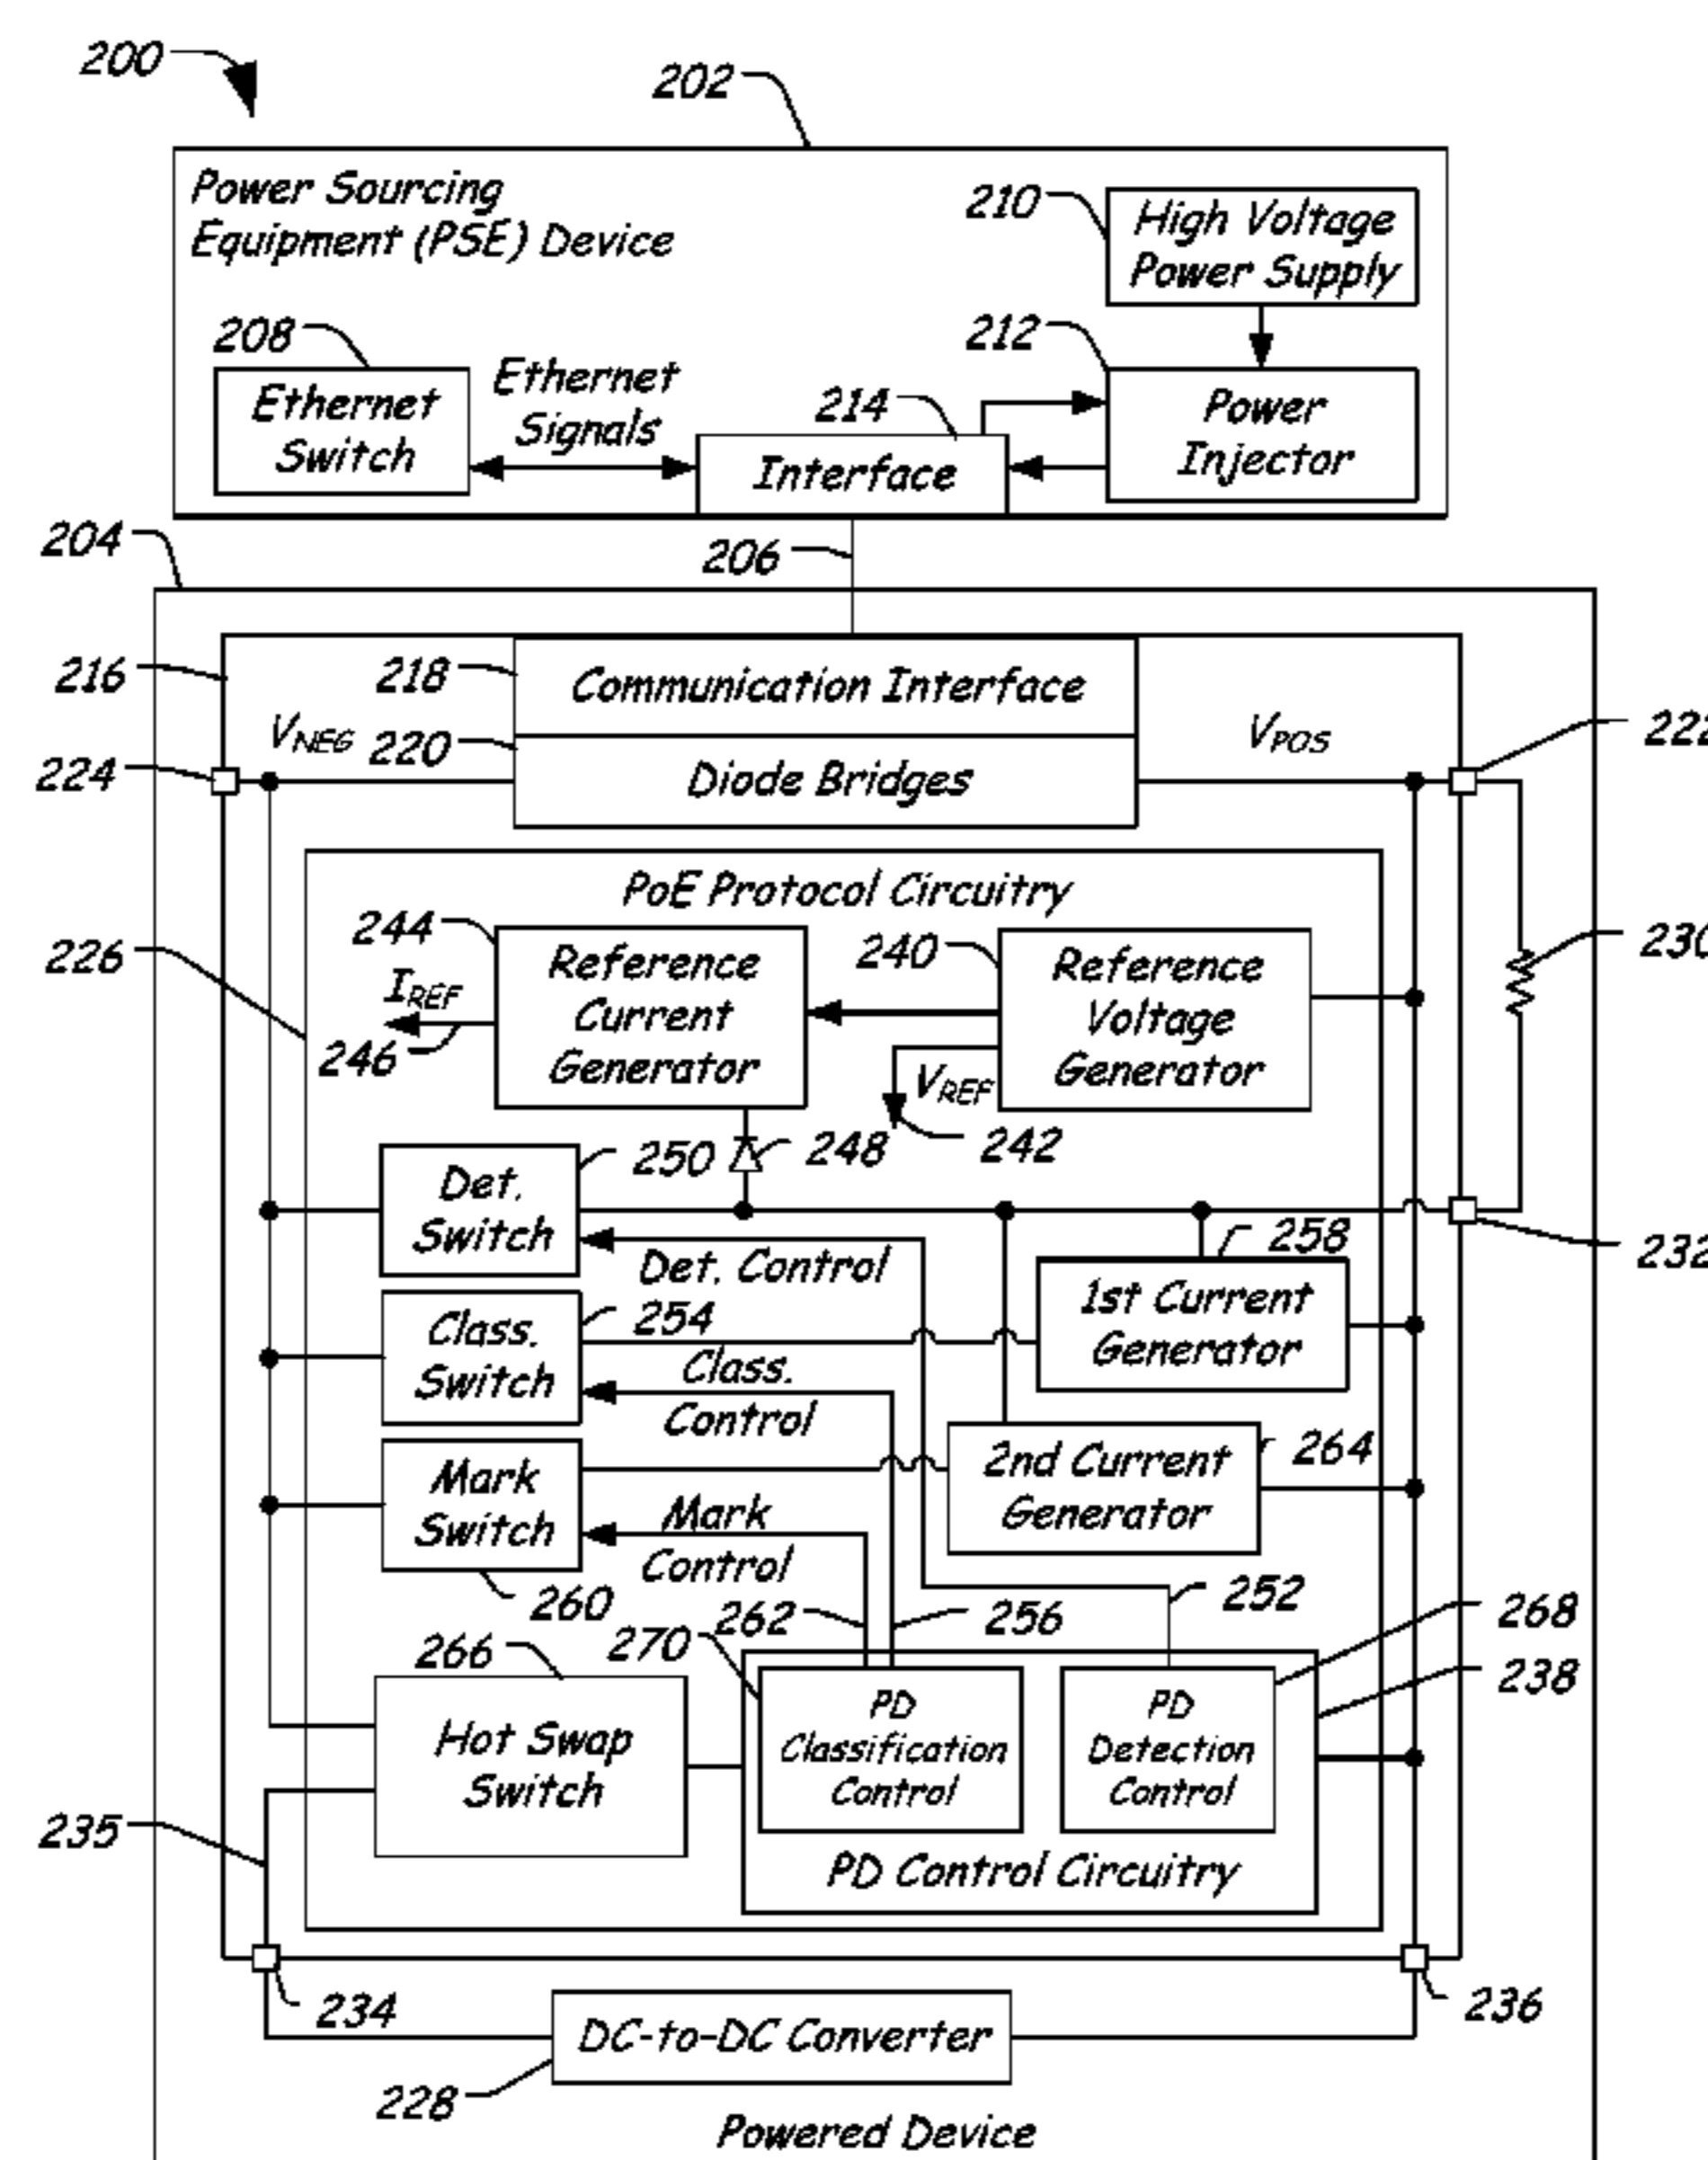 200
202
Power Sourcing
Equipment (PSE) Device
210
High Voltage
Power Supply
208
Ethernet
Switch
Ethernet
Signals
214
Interface
212
Power
Injector
204
206
216
218
Communication Interface
VNEG
220
Diode Bridges
VPOS
222
224
PoE Protocol Circuitry
226
244
Reference
Current
Generator
IREF
246
240
Reference
Voltage
Generator
VREF
242
230
248
250
Det.
Switch
Det. Control
232
258
1st Current
Generator
254
Class.
Switch
Class.
Control
264
2nd Current
Generator
Mark
Switch
Mark
Control
260
262
256
252
268
238
266
270
Hot Swap
Switch
PD
Classification
Control
PD
Detection
Control
PD Control Circuitry
235
234
236
DC-to-DC Converter
228
Powered Device